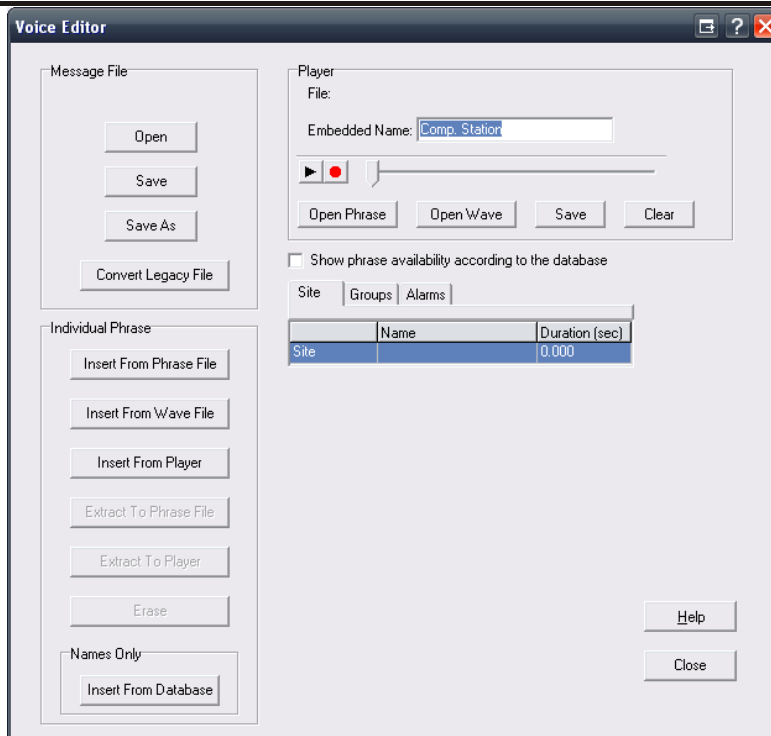 Voice Editor
?
Message File
Open
Save
Save As
Convert Legacy File
Individual Phrase
Insert From Phrase File
Insert From Wave File
Insert From Player
Extract To Phrase File
Extract To Player
Erase
Names Only
Insert From Database
Player
File:
Embedded Name: Comp. Station
Open Phrase Open Wave Save Clear
Show phrase availability according to the database
Site Groups Alarms
Name Duration (sec)
Site 0.000
Help
Close